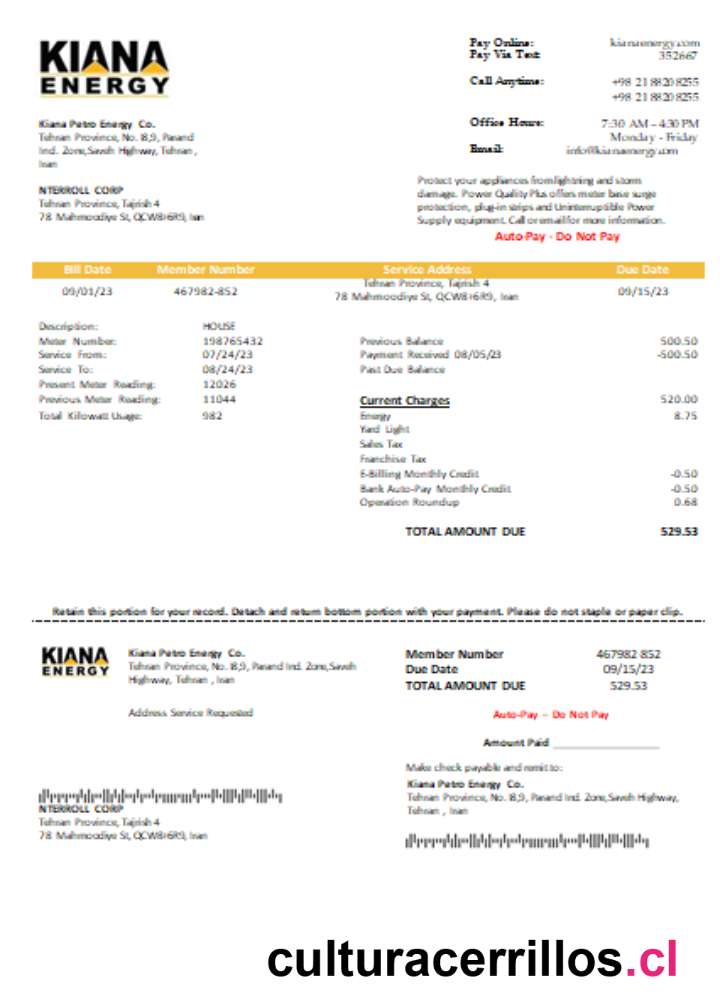 KIANA
ENERGY
Pay Online: kianaenergy.com
Pay Via Text: 352667
Call Anytime: +98 21 8820 8255
+98 21 8820 8255
Office Hours: 7:30 AM – 4:30 PM
Monday - Friday
Email: info@kianaenergy.com
Kiana Petro Energy Co.
Tehran Province, No. I8,9, Parand
Ind. Zone,Saveh Highway, Tehran ,
Iran
NTERROLL CORP
Tehran Province, Tajrish 4
78 Mahmoodiye St, QCW8+6R9, Iran
Protect your appliances from lightning and storm
damage. Power Quality Plus offers meter base surge
protection, plug-in strips and Uninterruptible Power
Supply equipment. Call or email for more information.
Auto-Pay - Do Not Pay
Bill Date Member Number Service Address Due Date
09/01/23 467982-852 Tehran Province, Tajrish 4
78 Mahmoodiye St, QCW8+6R9, Iran 09/15/23
Description: HOUSE
Meter Number: 198765432
Service From: 07/24/23
Service To: 08/24/23
Present Meter Reading: 12026
Previous Meter Reading: 11044
Total Killowatt Usage: 982
Previous Balance 500.50
Payment Received 08/05/23 -500.50
Past Due Balance
Current Charges 520.00
Energy 8.75
Yard Light
Sales Tax
Franchise Tax
E-Billing Monthly Credit -0.50
Bank Auto-Pay Monthly Credit -0.50
Operation Roundup 0.68
TOTAL AMOUNT DUE 529.53
Retain this portion for your record. Detach and return bottom portion with your payment. Please do not staple or paper clip.
KIANA
ENERGY
Kiana Petro Energy Co.
Tehran Province, No. I8,9, Parand Ind. Zone,Saveh
Highway, Tehran , Iran
Address Service Requested
Member Number 467982 852
Due Date 09/15/23
TOTAL AMOUNT DUE 529.53
Auto-Pay – Do Not Pay
Amount Paid
Make check payable and remit to:
Kiana Petro Energy Co.
Tehran Province, No. I8,9, Parand Ind. Zone,Saveh Highway,
Tehran , Iran
NTERROLL CORP
Tehran Province, Tajrish 4
78 Mahmoodiye St, QCW8+6R9, Iran
culturacerrillos.cl